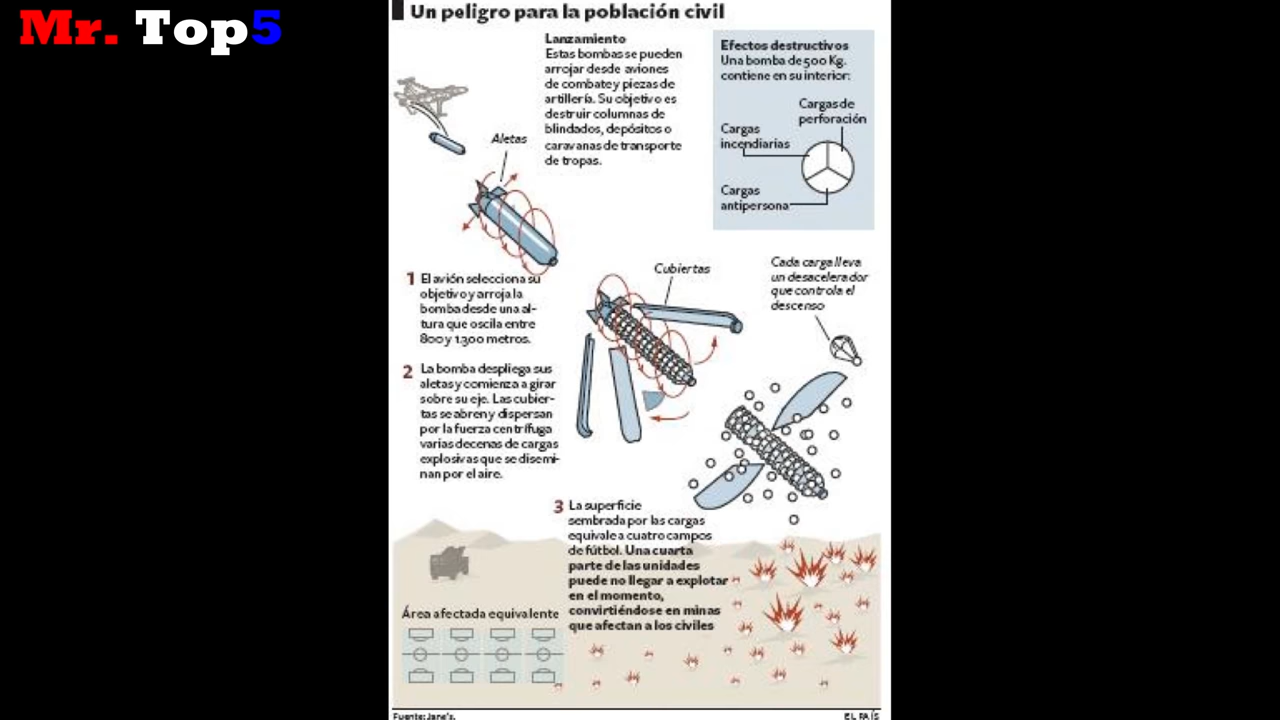 Mr. Top5
Un peligro para la población civil
Lanzamiento
Estas bombas se pueden
arrojar desde aviones
de combate y piezas de
artillería. Su objetivo es
destruir columnas de
blindados, depósitos o
caravanas de transporte
de tropas.
Efectos destructivos
Una bomba de 500 Kg.
contiene en su interior:
Cargas de
perforación
Cargas
incendiarias
Cargas
antipersona
Aletas
1 El avión selecciona su
objetivo y arroja la
bomba desde una al-
tura que oscila entre
800 y 1.300 metros.
Cubiertas
Cada carga lleva
un desacelerador
que controla el
descenso
2 La bomba despliega sus
aletas y comienza a girar
sobre su eje. Las cubier-
tas se abren y dispersan
por la fuerza centrífuga
varias decenas de cargas
explosivas que se disemi-
nan por el aire.
3 La superficie
sembrada por las cargas
equivale a cuatro campos
de fútbol. Una cuarta
parte de las unidades
puede no llegar a explotar
en el momento,
convirtiéndose en minas
que afectan a los civiles
Área afectada equivalente
Fuente: Jane's.
EL PAÍS